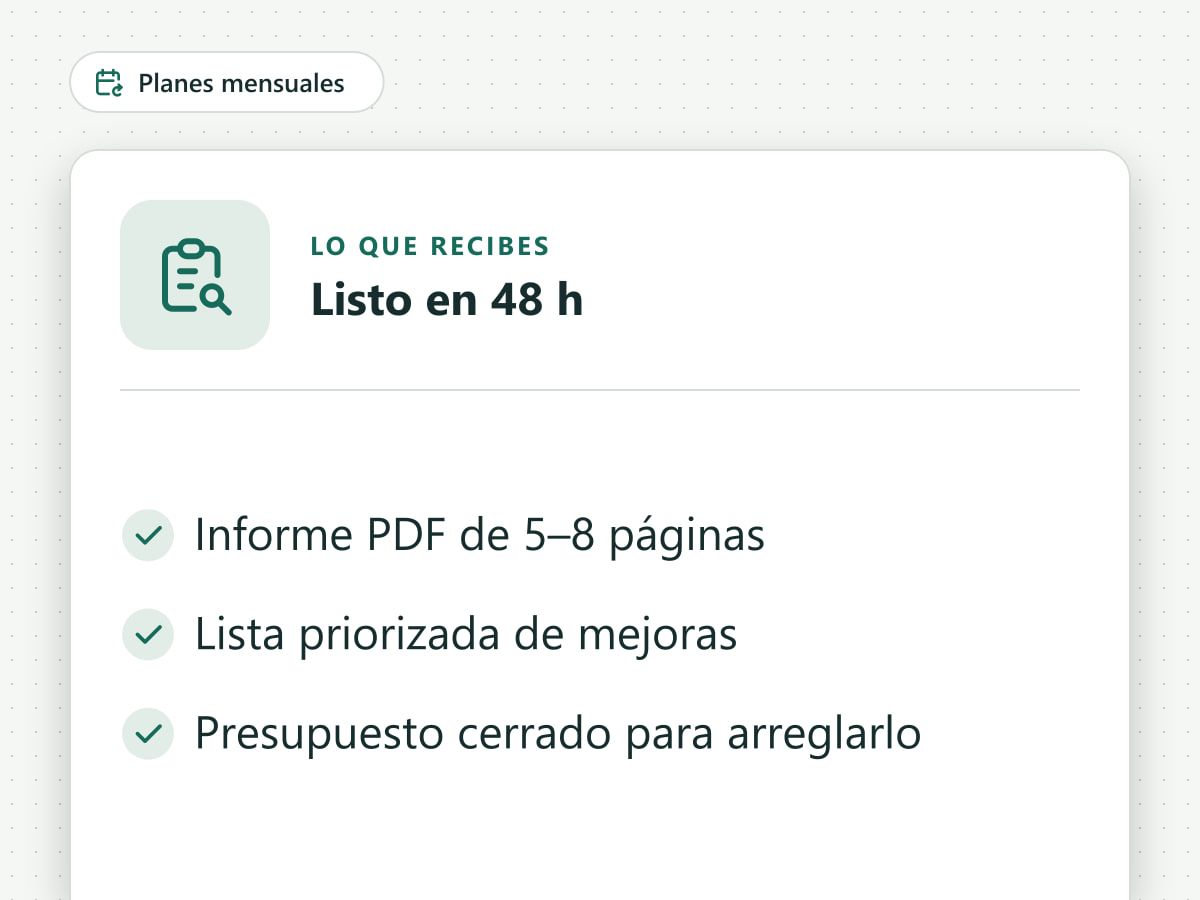 Planes mensuales
LO QUE RECIBES
Listo en 48 h
Informe PDF de 5–8 páginas
Lista priorizada de mejoras
Presupuesto cerrado para arreglarlo